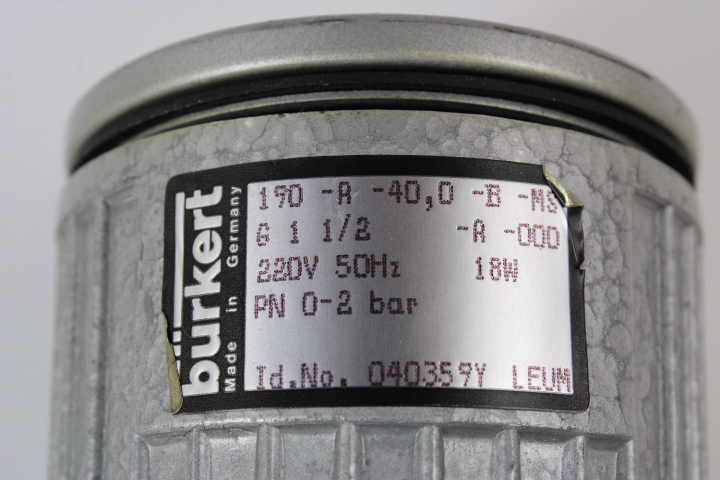 bürkert
Made in Germany
190 -A -40,0 -B -MS
G 1 1/2 -A -000
220V 50Hz 18W
PN 0-2 bar
Id.No. 040359Y LEUM